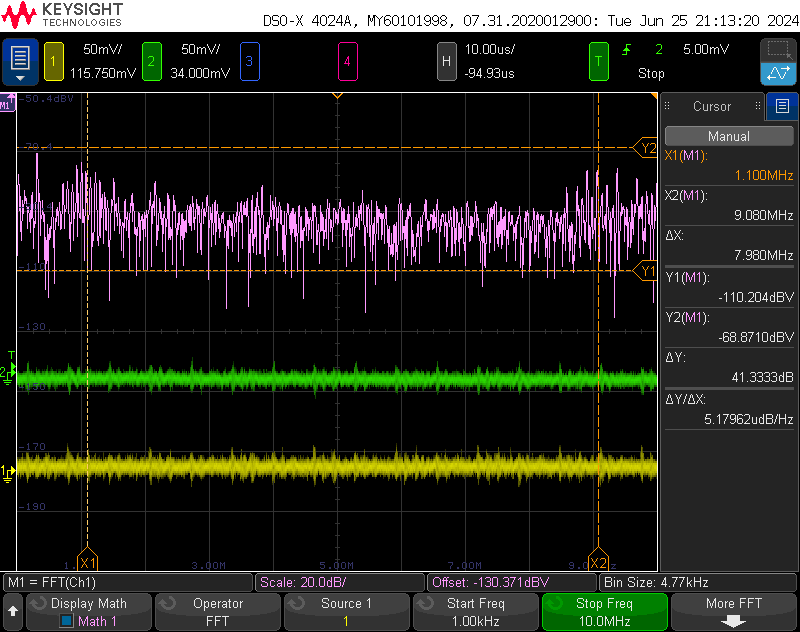 KEYSIGHT
TECHNOLOGIES
DSO-X 4024A, MY60101998, 07.31.2020012900: Tue Jun 25 21:13:20 2024
1 50mV/ 2 50mV/ 3 4 H 10.00us/ T 2 5.00mV
115.750mV 34.000mV -94.93us Stop
M1 -50.4dBV
Cursor
Manual
X1(M1):
1.100MHz
X2(M1):
9.080MHz
ΔX:
7.980MHz
Y1(M1):
-110.204dBV
Y2(M1):
-68.8710dBV
ΔY:
41.3333dB
ΔY/ΔX:
5.17962udB/Hz
Y2
Y1
-130
T
2
-170
1
-190
X1 3.00M 5.00M 7.00M X2
M1 = FFT(Ch1) Scale: 20.0dB/ Offset: -130.371dBV Bin Size: 4.77kHz
Display Math Operator Source 1 Start Freq Stop Freq More FFT
Math 1 FFT 1 1.00kHz 10.0MHz